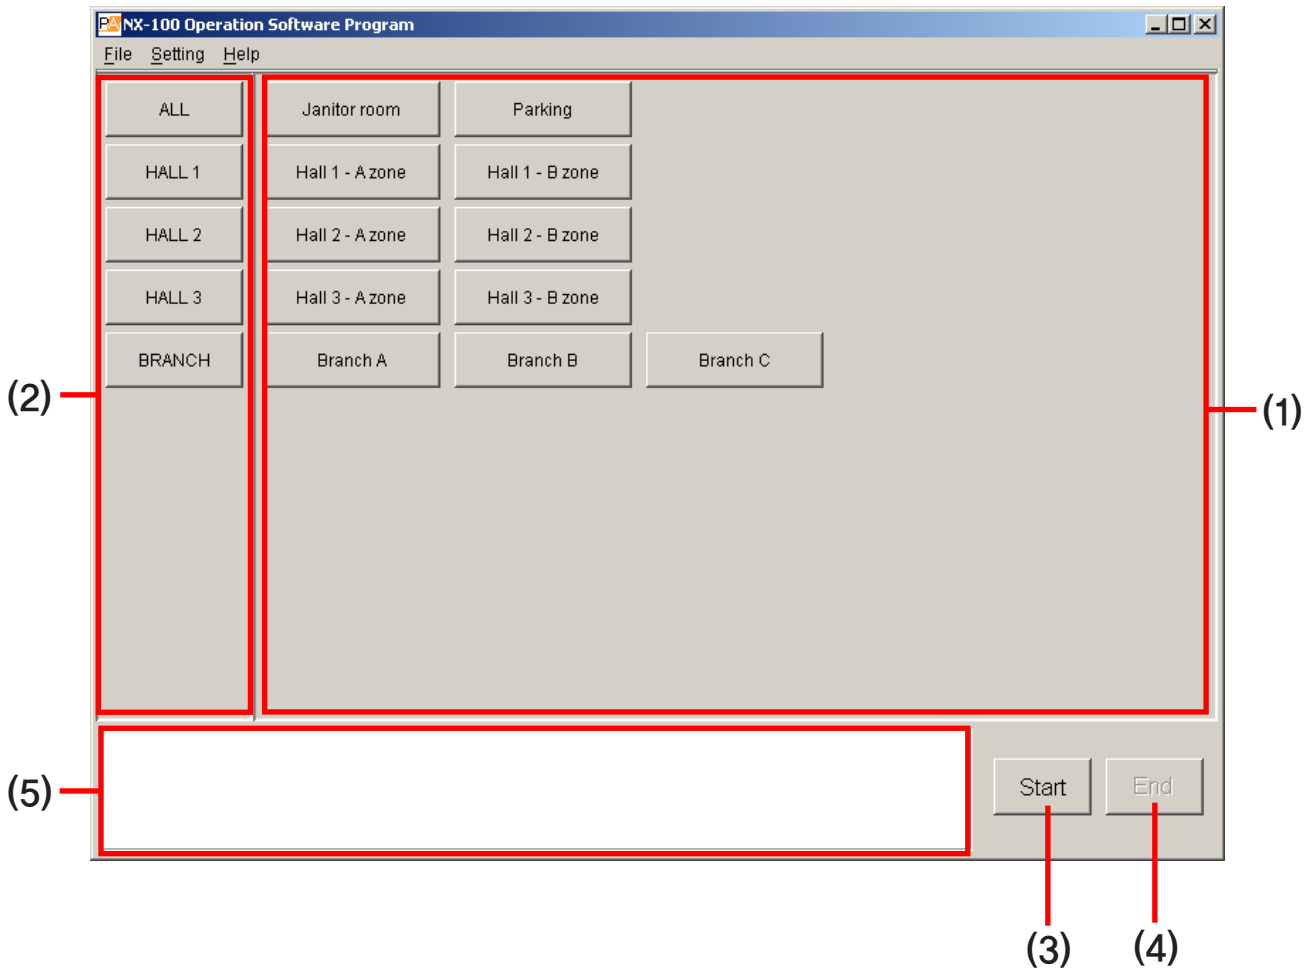 PA NX-100 Operation Software Program
File Setting Help
ALL Janitor room Parking
HALL 1 Hall 1 - A zone Hall 1 - B zone
HALL 2 Hall 2 - A zone Hall 2 - B zone
HALL 3 Hall 3 - A zone Hall 3 - B zone
BRANCH Branch A Branch B Branch C
(2)
(1)
(5)
Start End
(3) (4)